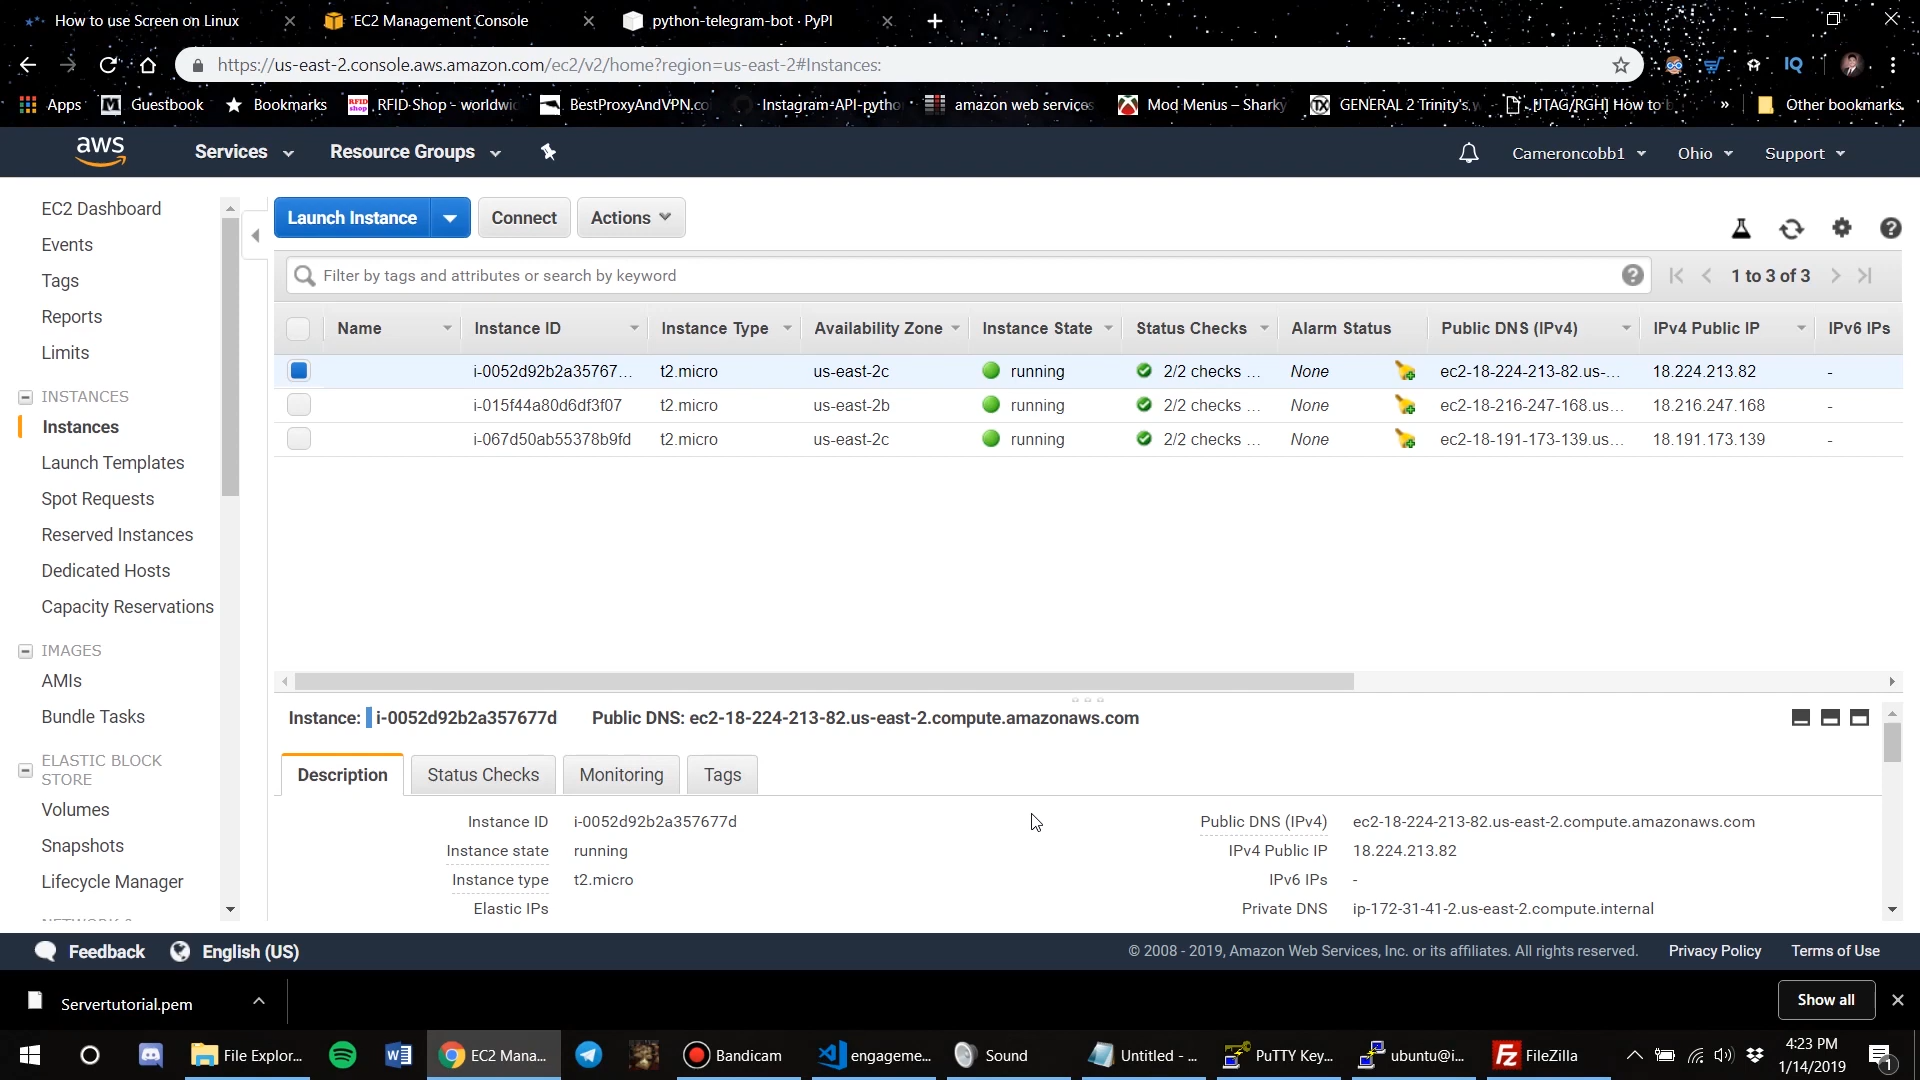 How to use Screen on Linux
EC2 Management Console
python-telegram-bot · PyPI
https://us-east-2.console.aws.amazon.com/ec2/v2/home?region=us-east-2#Instances:
IQ
Apps
Guestbook
Bookmarks
RFID Shop - worldwi
BestProxyAndVPN.co
Instagram-API-pytho
amazon web services
Mod Menus – Sharky
GENERAL 2 Trinity's
[JTAG/RGH] How to b
»
Other bookmarks
aws
Services
Resource Groups
Cameroncobb1
Ohio
Support
EC2 Dashboard
Events
Tags
Reports
Limits
INSTANCES
Instances
Launch Templates
Spot Requests
Reserved Instances
Dedicated Hosts
Capacity Reservations
IMAGES
AMIs
Bundle Tasks
ELASTIC BLOCK
STORE
Volumes
Snapshots
Lifecycle Manager
Launch Instance
Connect
Actions
Filter by tags and attributes or search by keyword
1 to 3 of 3
Name
Instance ID
Instance Type
Availability Zone
Instance State
Status Checks
Alarm Status
Public DNS (IPv4)
IPv4 Public IP
IPv6 IPs
i-0052d92b2a35767... t2.micro us-east-2c running 2/2 checks ... None ec2-18-224-213-82.us-... 18.224.213.82 -
i-015f44a80d6df3f07 t2.micro us-east-2b running 2/2 checks ... None ec2-18-216-247-168.us... 18.216.247.168 -
i-067d50ab55378b9fd t2.micro us-east-2c running 2/2 checks ... None ec2-18-191-173-139.us... 18.191.173.139 -
Instance: i-0052d92b2a357677d Public DNS: ec2-18-224-213-82.us-east-2.compute.amazonaws.com
Description
Status Checks
Monitoring
Tags
Instance ID i-0052d92b2a357677d
Instance state running
Instance type t2.micro
Elastic IPs
Public DNS (IPv4) ec2-18-224-213-82.us-east-2.compute.amazonaws.com
IPv4 Public IP 18.224.213.82
IPv6 IPs -
Private DNS ip-172-31-41-2.us-east-2.compute.internal
Feedback
English (US)
© 2008 - 2019, Amazon Web Services, Inc. or its affiliates. All rights reserved.
Privacy Policy
Terms of Use
Servertutorial.pem
Show all
File Explor...
EC2 Mana...
Bandicam
engageme...
Sound
Untitled - ...
PuTTY Key...
ubuntu@i...
FileZilla
4:23 PM
1/14/2019
1